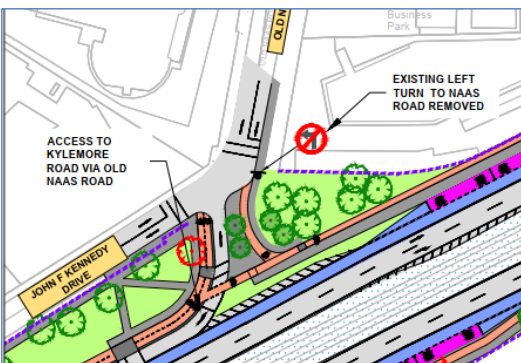 Business
Park
OLD N
EXISTING LEFT
TURN TO NAAS
ROAD REMOVED
ACCESS TO
KYLEMORE
ROAD VIA OLD
NAAS ROAD
JOHN F KENNEDY
DRIVE